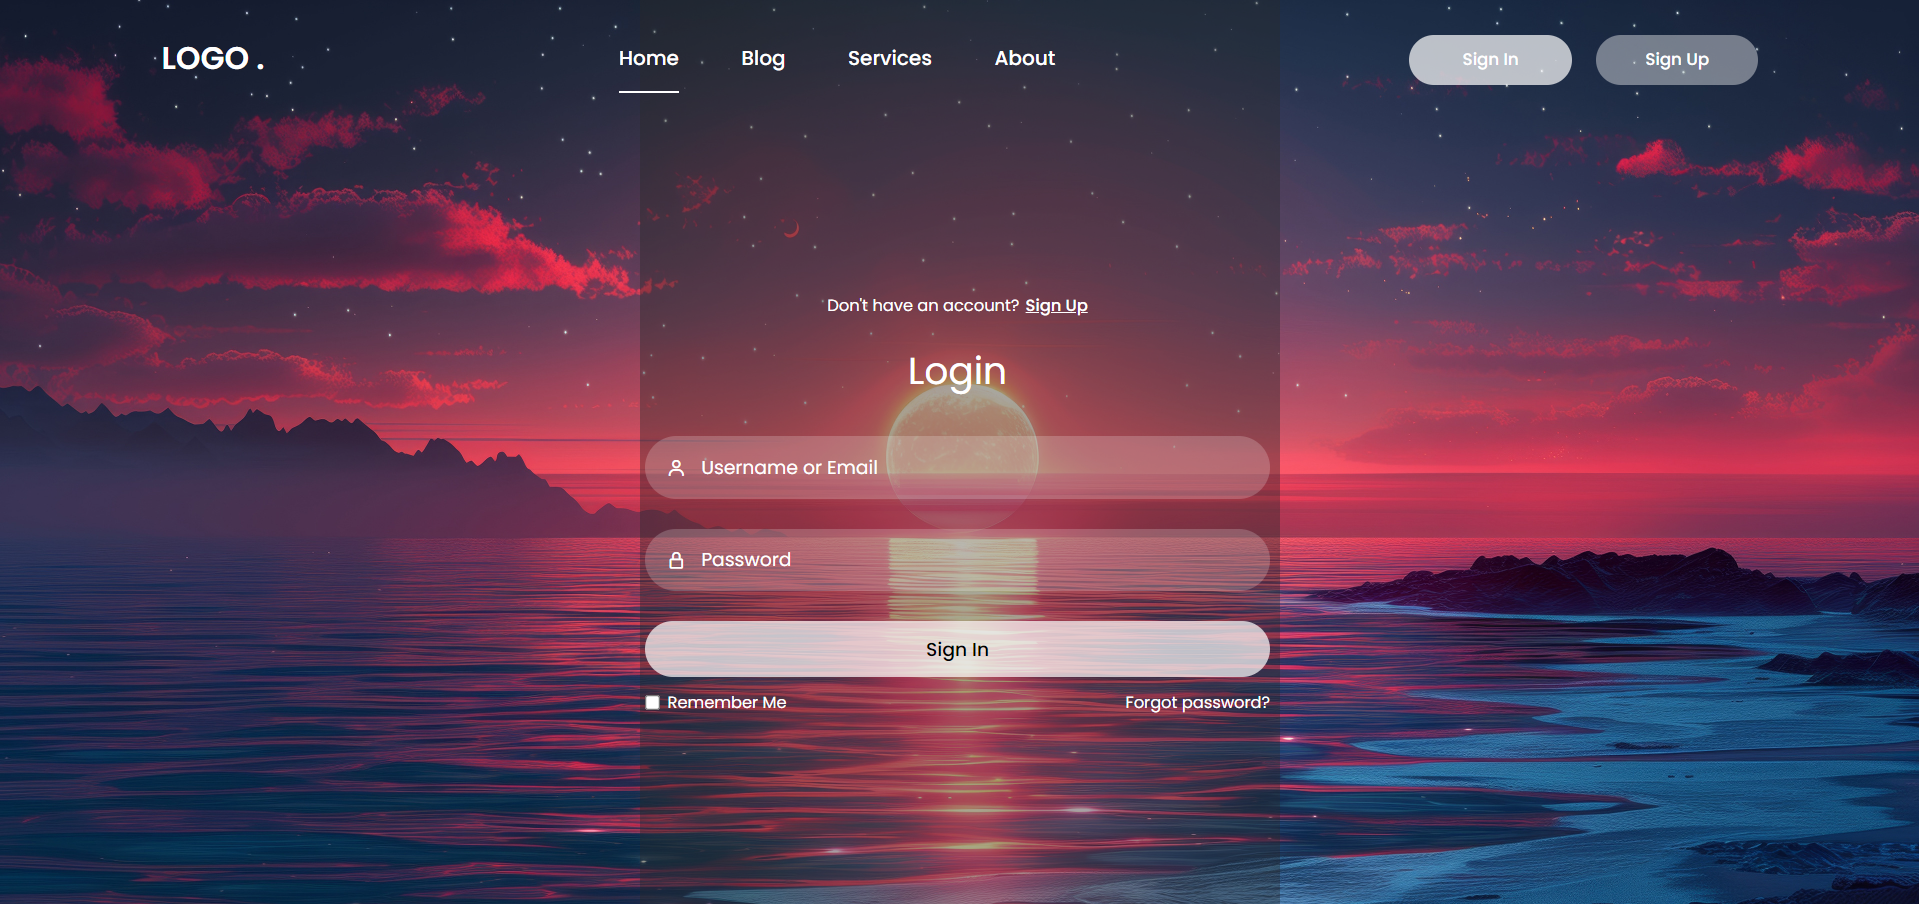 LOGO .
Home Blog Services About
Sign In Sign Up
Don't have an account? Sign Up
Login
Username or Email
Password
Sign In
Remember Me Forgot password?